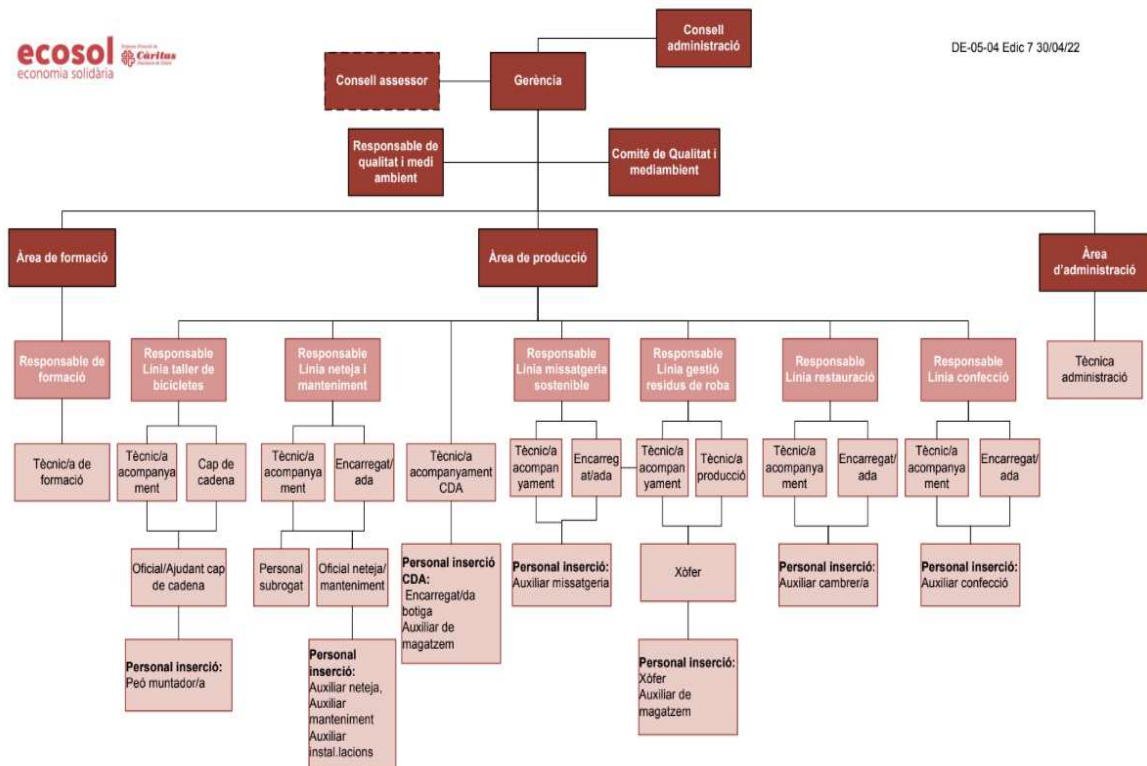 ecosol
economia solidària
Càritas
DE-05-04 Edic 7 30/04/22
Consell
administració
Consell assessor
Gerència
Responsable de
qualitat i medi
ambient
Comité de Qualitat i
mediambient
Àrea de formació
Àrea de producció
Àrea
d'administració
Responsable de
formació
Responsable
Línia taller de
bicicletes
Responsable
Línia neteja i
manteniment
Responsable
Línia missatgeria
sostenible
Responsable
Línia gestió
residus de roba
Responsable
Línia restauració
Responsable
Línia confecció
Tècnica
administració
Tècnic/a de
formació
Tècnic/a
acompanya
ment
Cap de
cadena
Tècnic/a
acompanya
ment
Encarregat/
ada
Tècnic/a
acompanyament
CDA
Tècnic/a
acompan
yament
Encarreg
at/ada
Tècnic/a
acompan
yament
Tècnic/a
producció
Tècnic/a
acompanya
ment
Encarregat/
ada
Tècnic/a
acompanya
ment
Encarregat/
ada
Oficial/Ajudant cap
de cadena
Personal
subrogat
Oficial neteja/
manteniment
Personal inserció
CDA:
Encarregat/da
botiga
Auxiliar de
magatzem
Personal inserció:
Auxiliar missatgeria
Xòfer
Personal inserció:
Auxiliar cambrer/a
Personal inserció:
Auxiliar confecció
Personal inserció:
Peó muntador/a
Personal
inserció:
Auxiliar neteja,
Auxiliar
manteniment
Auxiliar
instal.lacions
Personal inserció:
Xòfer
Auxiliar de
magatzem